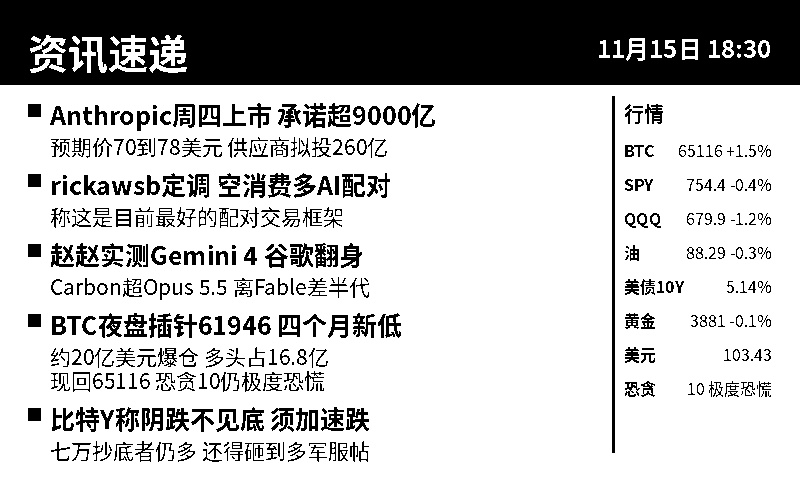 资讯速递
11月15日 18:30
Anthropic周四上市 承诺超9000亿
预期价70到78美元 供应商拟投260亿
rickawsb定调 空消费多AI配对
称这是目前最好的配对交易框架
赵赵实测Gemini 4 谷歌翻身
Carbon超Opus 5.5 离Fable差半代
BTC夜盘插针61946 四个月新低
约20亿美元爆仓 多头占16.8亿
现回65116 恐贪10仍极度恐慌
比特Y称阴跌不见底 须加速跌
七万抄底者仍多 还得砸到多军服帖
行情
BTC 65116 +1.5%
SPY 754.4 -0.4%
QQQ 679.9 -1.2%
油 88.29 -0.3%
美债10Y 5.14%
黄金 3881 -0.1%
美元 103.43
恐贪 10 极度恐慌